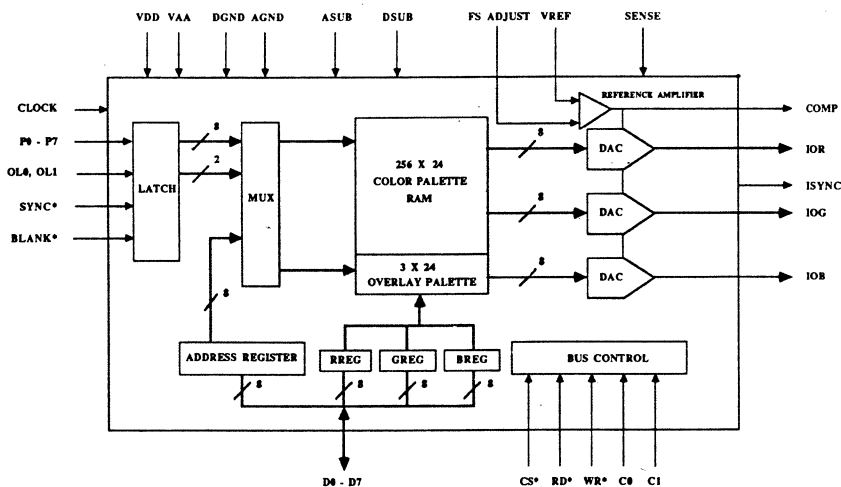 VDD VAA DGND AGND ASUB DSUB FS ADJUST VREF SENSE
CLOCK
REFERENCE AMPLIFIER
COMP
P0 - P7
8
8
DAC
IOR
OL0, OL1
2
LATCH
MUX
256 X 24
COLOR PALETTE
RAM
ISYNC
SYNC*
8
DAC
IOG
BLANK*
3 X 24
OVERLAY PALETTE
8
DAC
IOB
8
ADDRESS REGISTER
RREG
GREG
BREG
BUS CONTROL
8
8
8
8
D0 - D7
CS* RD* WR* C0 C1